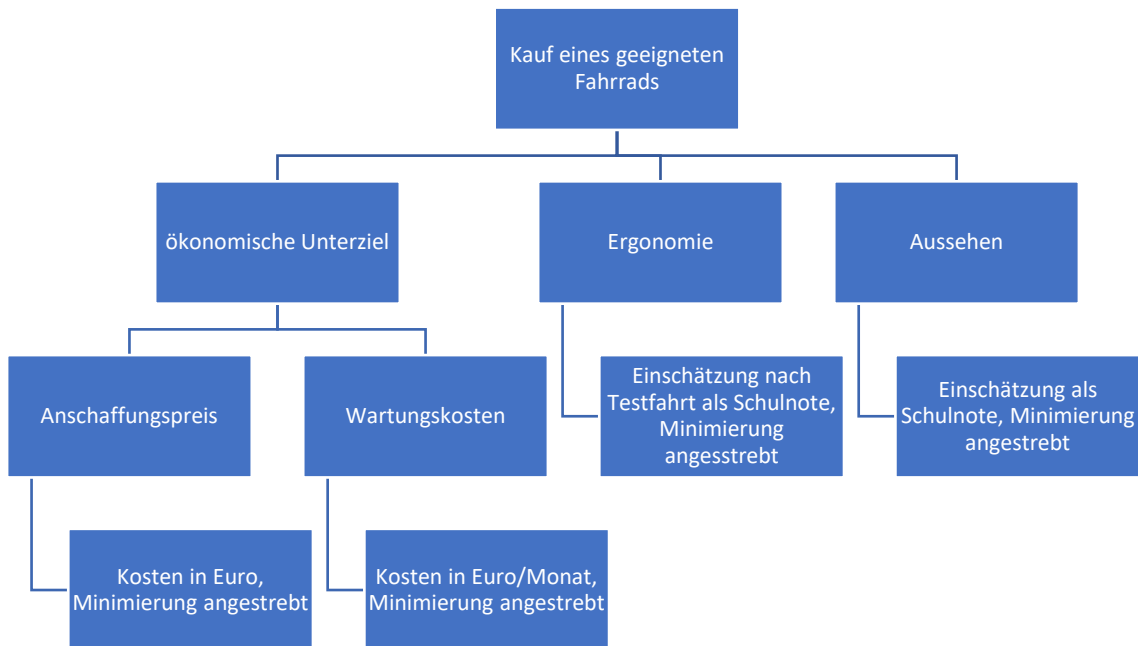 Kauf eines geeigneten
Fahrrads
ökonomische Unterziel
Ergonomie
Aussehen
Anschaffungspreis
Wartungskosten
Einschätzung nach
Testfahrt als Schulnote,
Minimierung
angesstrebt
Einschätzung als
Schulnote, Minimierung
angestrebt
Kosten in Euro,
Minimierung angestrebt
Kosten in Euro/Monat,
Minimierung angestrebt